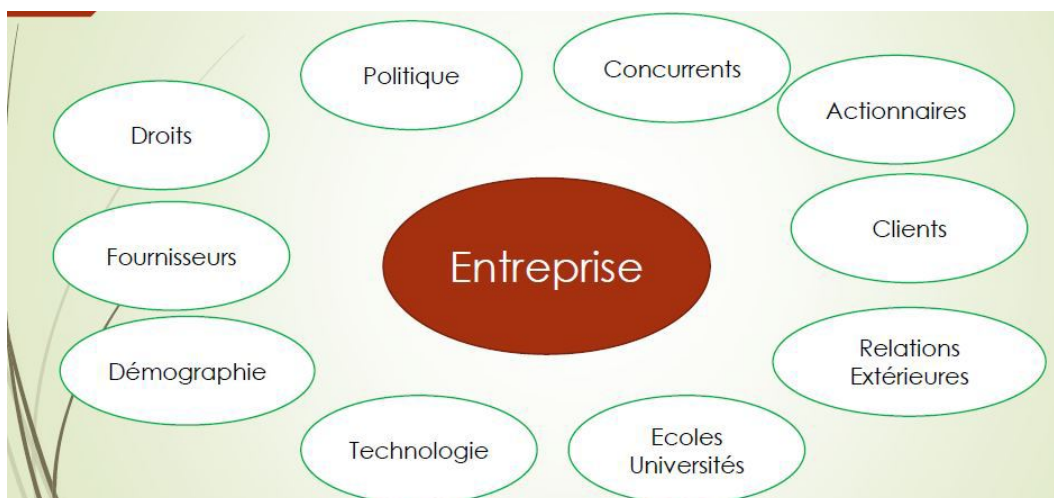 Politique
Concurrents
Actionnaires
Droits
Clients
Fournisseurs
Entreprise
Relations
Extérieures
Démographie
Technologie
Ecoles
Universités